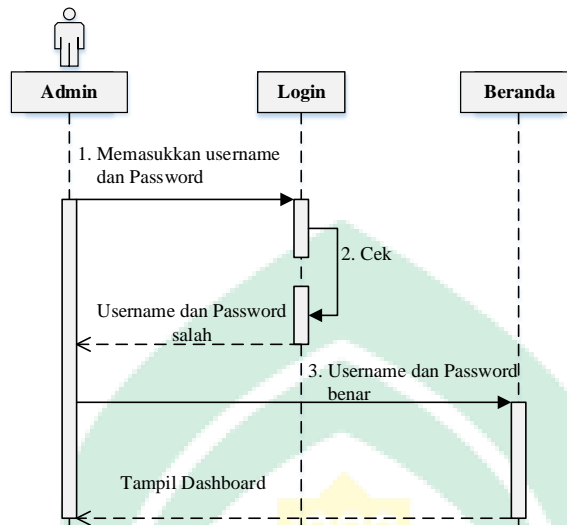 Admin
Login
Beranda
1. Memasukkan username
dan Password
2. Cek
Username dan Password
salah
3. Username dan Password
benar
Tampil Dashboard